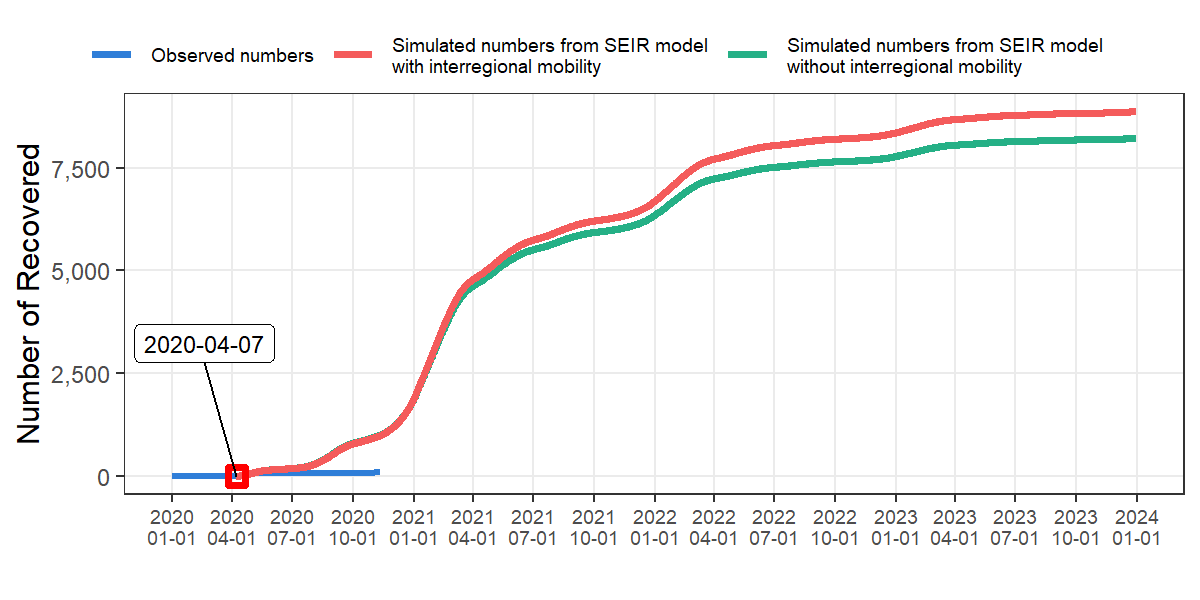 Observed numbers
Simulated numbers from SEIR model
with interregional mobility
Simulated numbers from SEIR model
without interregional mobility
Number of Recovered
7,500
5,000
2,500
0
2020-04-07
2020 2020 2020 2020 2021 2021 2021 2021 2022 2022 2022 2022 2023 2023 2023 2023 2024
01-01 04-01 07-01 10-01 01-01 04-01 07-01 10-01 01-01 04-01 07-01 10-01 01-01 04-01 07-01 10-01 01-01